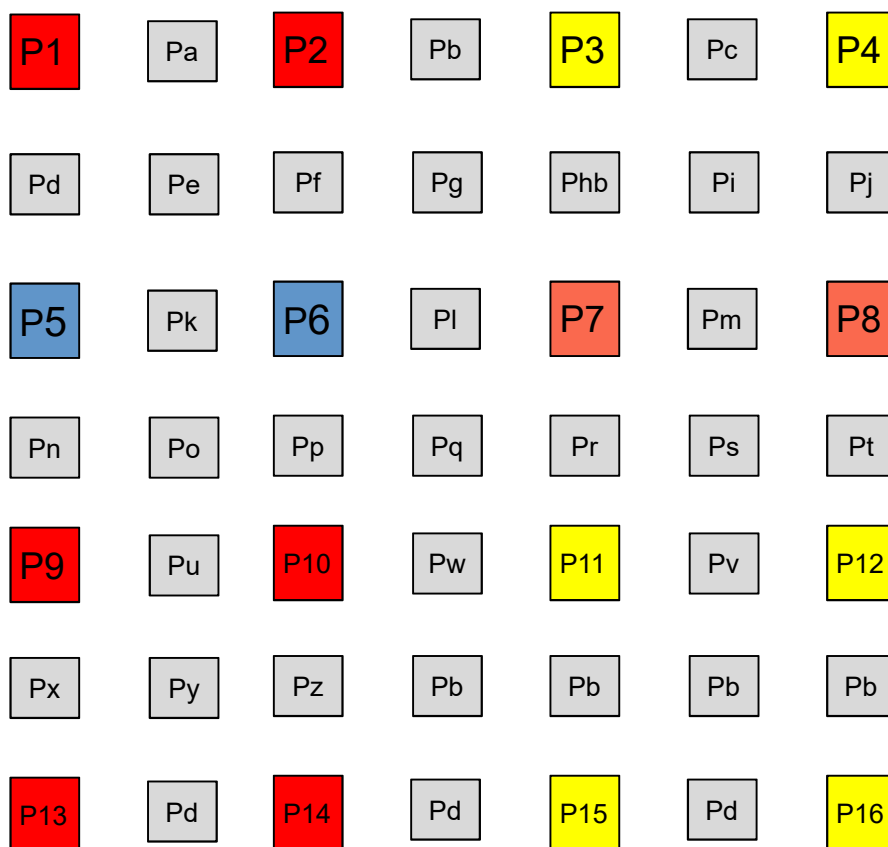 P1 Pa P2 Pb P3 Pc P4
Pd Pe Pf Pg Phb Pi Pj
P5 Pk P6 Pl P7 Pm P8
Pn Po Pp Pq Pr Ps Pt
P9 Pu P10 Pw P11 Pv P12
Px Py Pz Pb Pb Pb Pb
P13 Pd P14 Pd P15 Pd P16